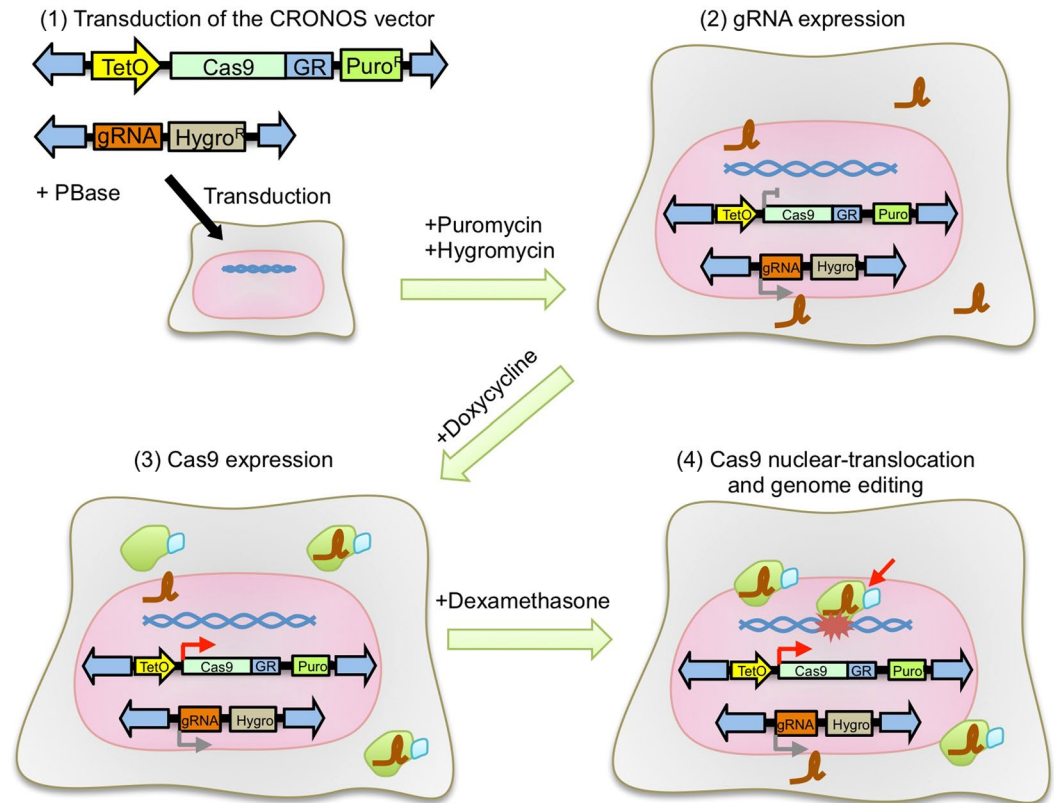 (1) Transduction of the CRONOS vector
TetO Cas9 GR Puroᴿ
gRNA Hygroᴿ
+ PBase
Transduction
+Puromycin
+Hygromycin
(2) gRNA expression
TetO Cas9 GR Puro
gRNA Hygro
+Doxycycline
(3) Cas9 expression
TetO Cas9 GR Puro
gRNA Hygro
+Dexamethasone
(4) Cas9 nuclear-translocation
and genome editing
TetO Cas9 GR Puro
gRNA Hygro